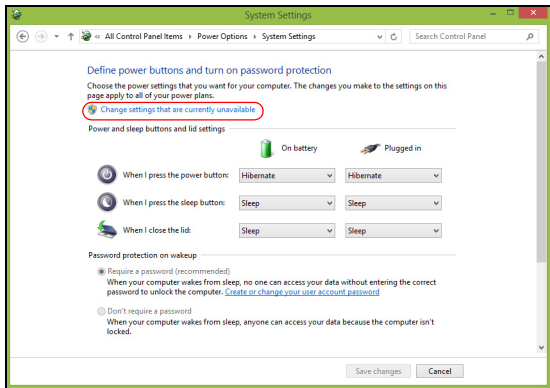 System Settings
« All Control Panel Items Power Options System Settings
Search Control Panel
Define power buttons and turn on password protection
Choose the power settings that you want for your computer. The changes you make to the settings on this
page apply to all of your power plans.
Change settings that are currently unavailable
Power and sleep buttons and lid settings
On battery Plugged in
When I press the power button: Hibernate Hibernate
When I press the sleep button: Sleep Sleep
When I close the lid: Sleep Sleep
Password protection on wakeup
Require a password (recommended)
When your computer wakes from sleep, no one can access your data without entering the correct
password to unlock the computer. Create or change your user account password
Don't require a password
When your computer wakes from sleep, anyone can access your data because the computer isn't
locked.
Save changes Cancel